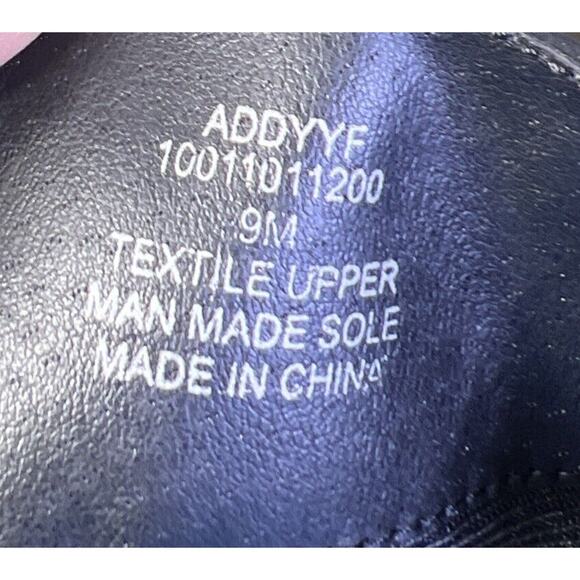 ADDYYF
10011011200
9M
TEXTILE UPPER
MAN MADE SOLE
MADE IN CHINA